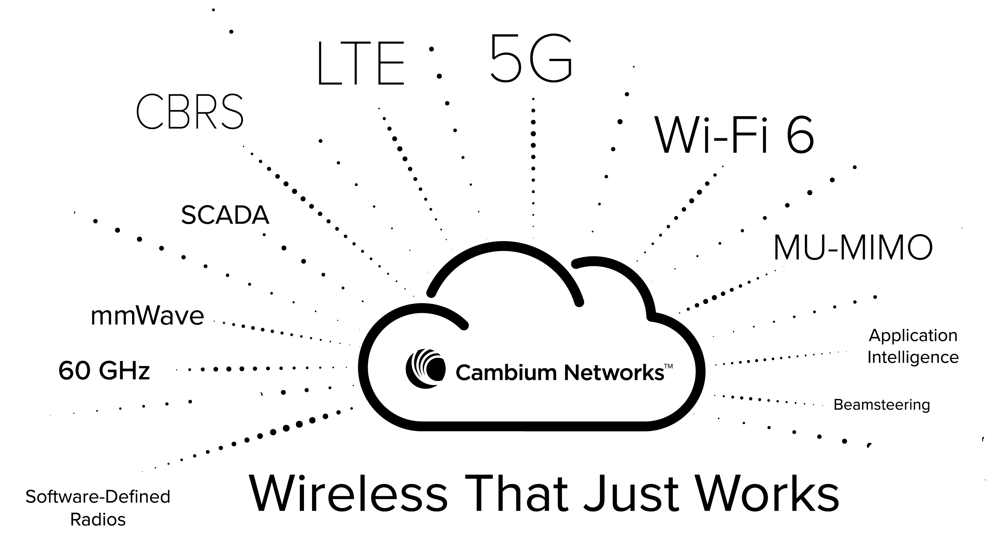 LTE
5G
CBRS
Wi-Fi 6
SCADA
MU-MIMO
mmWave
Application
Intelligence
60 GHz
Cambium Networks™
Beamsteering
Software-Defined
Radios
Wireless That Just Works